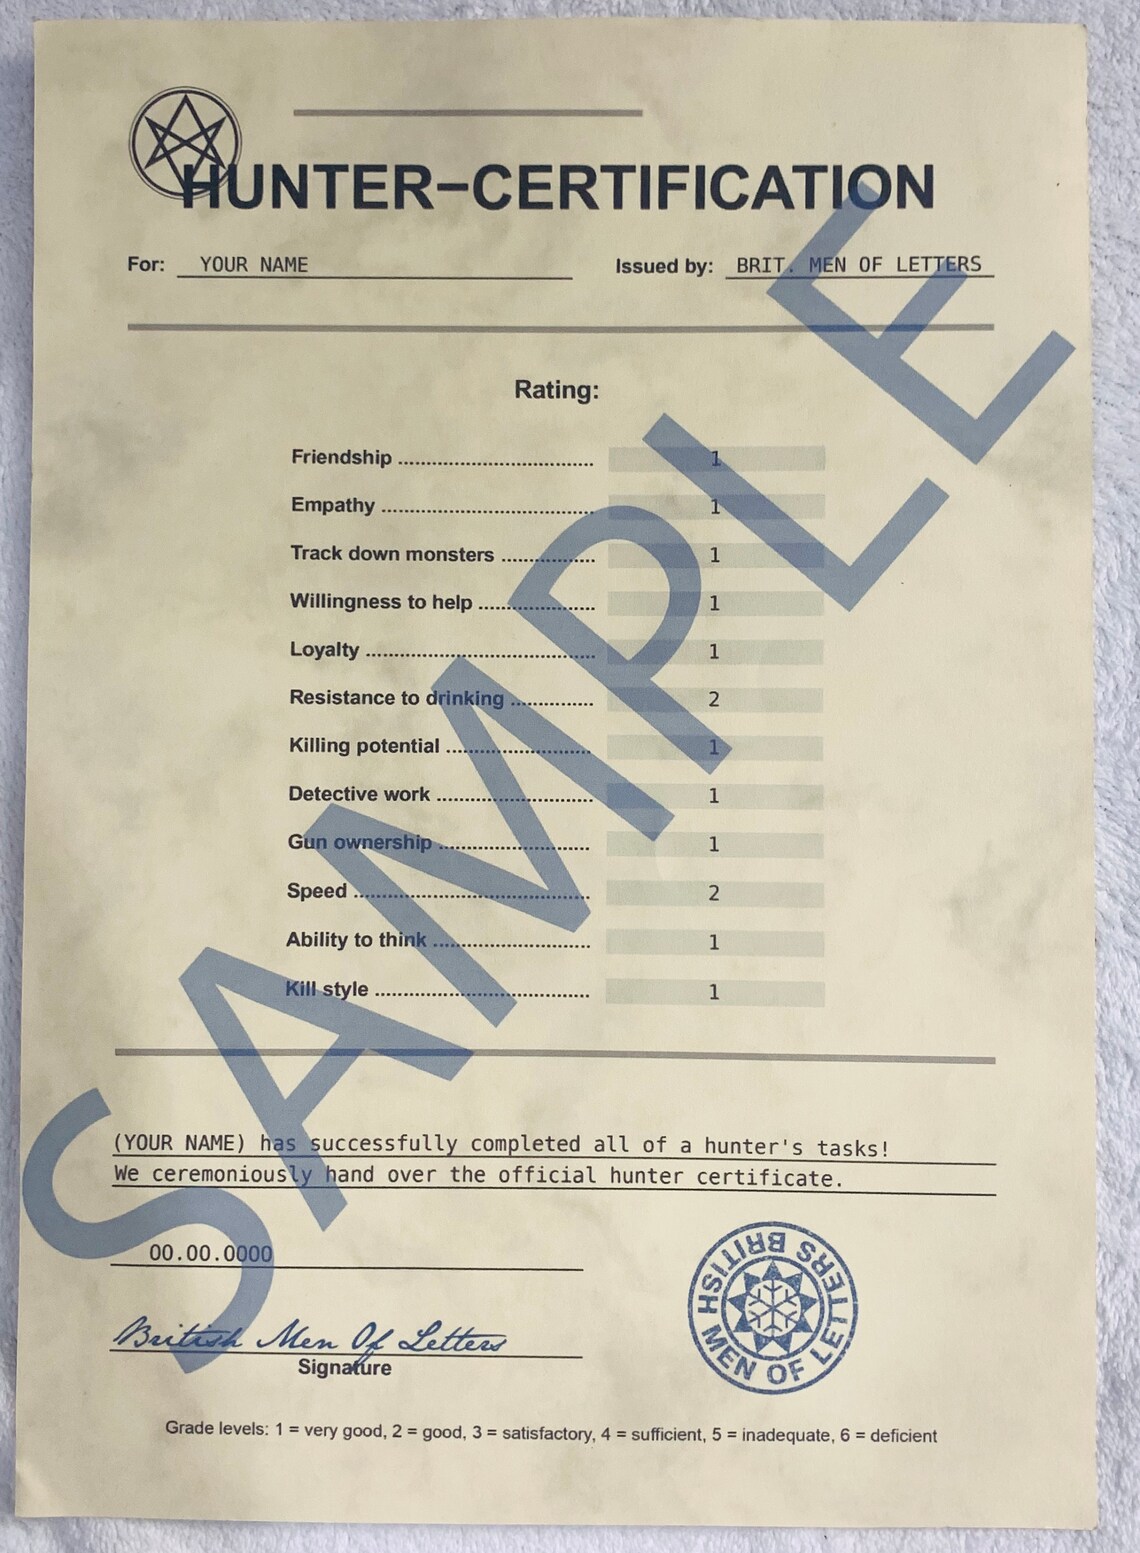 HUNTER-CERTIFICATION
For: YOUR NAME Issued by: BRIT. MEN OF LETTERS
Rating:
Friendship .................................. 1
Empathy ..................................... 1
Track down monsters ................ 1
Willingness to help .................... 1
Loyalty ........................................ 1
Resistance to drinking .............. 2
Killing potential ......................... 1
Detective work ........................... 1
Gun ownership .......................... 1
Speed ......................................... 2
Ability to think ........................... 1
Kill style ..................................... 1
(YOUR NAME) has successfully completed all of a hunter's tasks!
We ceremoniously hand over the official hunter certificate.
00.00.0000
British Men Of Letters
Signature
BRITISH MEN OF LETTERS BRITISH
Grade levels: 1 = very good, 2 = good, 3 = satisfactory, 4 = sufficient, 5 = inadequate, 6 = deficient
SAMPLE